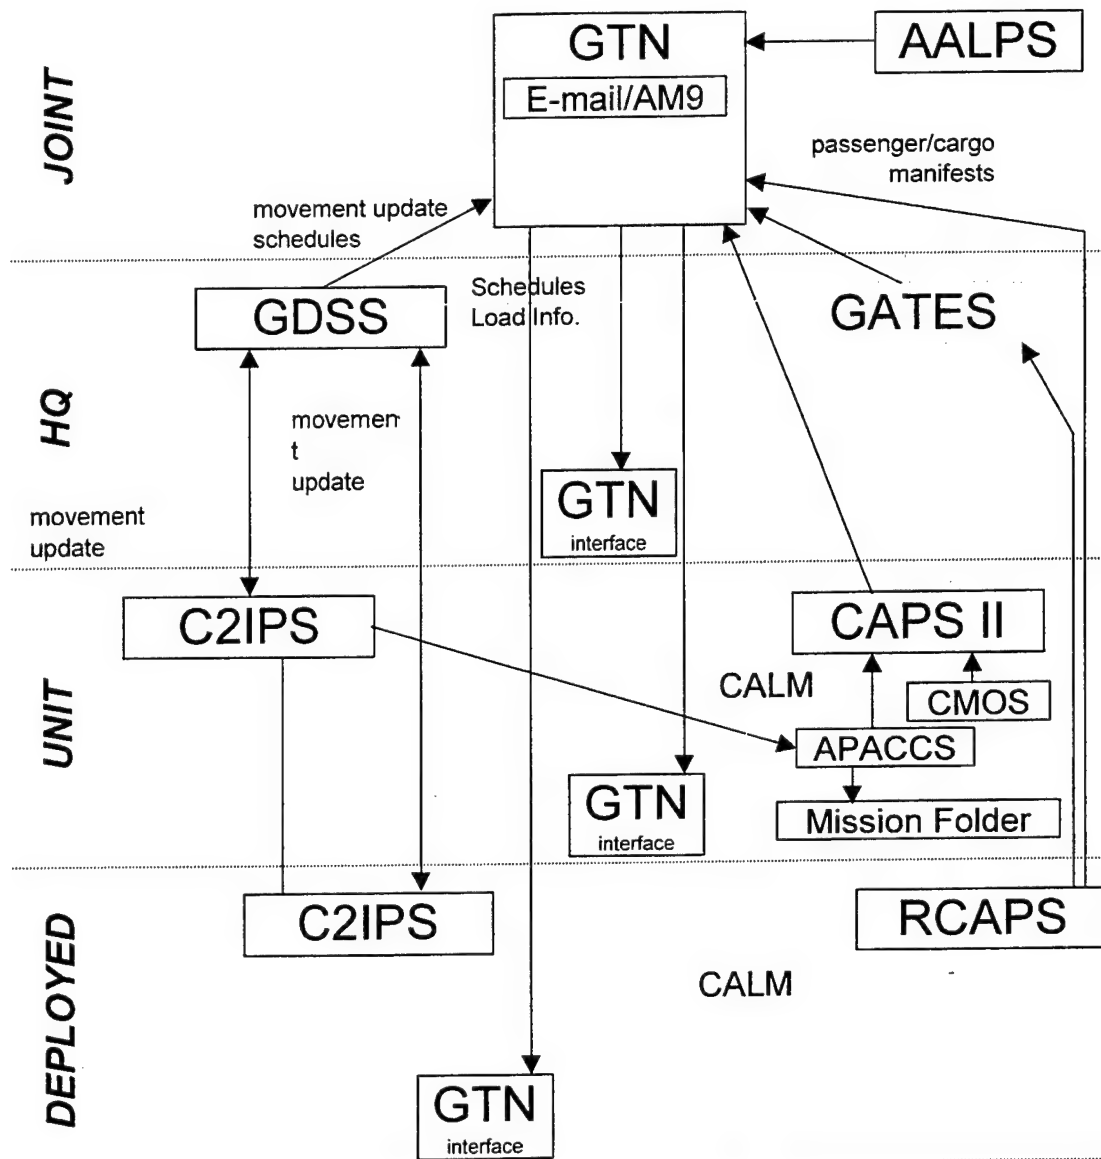 JOINT
GTN
E-mail/AM9
AALPS
passenger/cargo
manifests
movement update
schedules
HQ
GDSS
Schedules
Load Info.
GATES
movemen
t
update
movement
update
GTN
interface
UNIT
C2IPS
CAPS II
CALM
CMOS
APACCS
GTN
interface
Mission Folder
DEPLOYED
C2IPS
RCAPS
CALM
GTN
interface